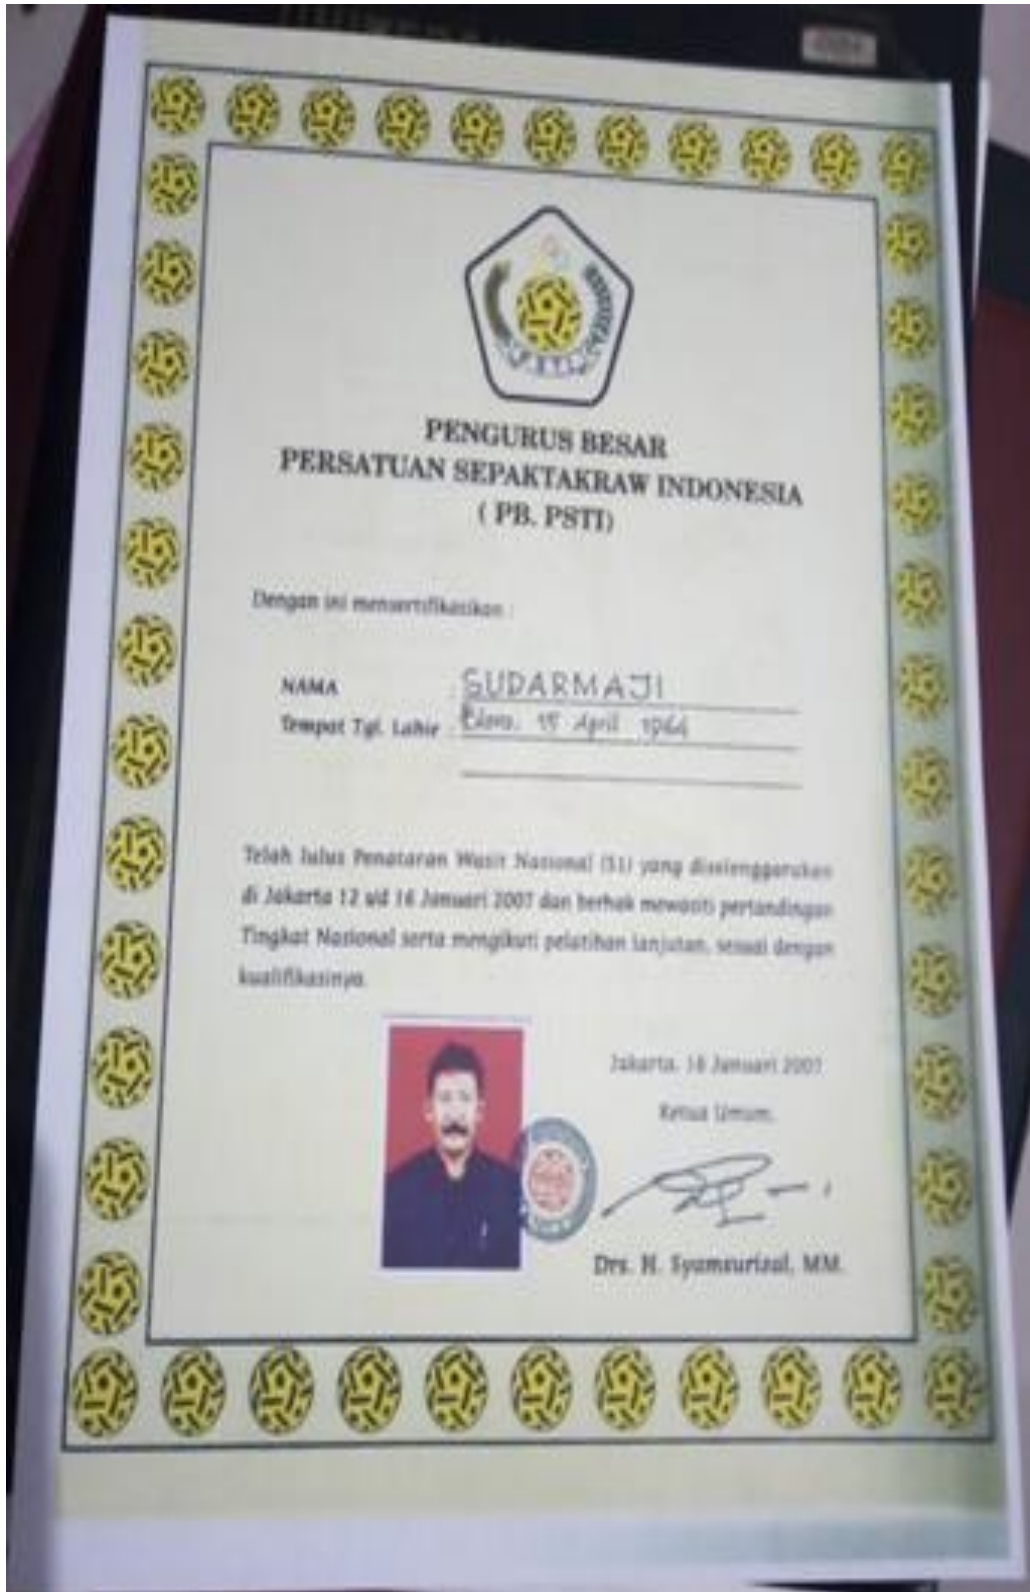 P.S.T.I
PENGURUS BESAR
PERSATUAN SEPAKTAKRAW INDONESIA
( PB. PSTI)
Dengan ini mensertifikasikan :
NAMA : SUDARMAJI
Tempat Tgl. Lahir : Blora. 15 April 1964
Telah lulus Penataran Wasit Nasional (S1) yang diselenggarakan
di Jakarta 12 s/d 16 Januari 2007 dan berhak mewasiti pertandingan
Tingkat Nasional serta mengikuti pelatihan lanjutan, sesuai dengan
kualifikasinya.
Jakarta, 16 Januari 2007
Ketua Umum.
Drs. H. Syamsurizal, MM.